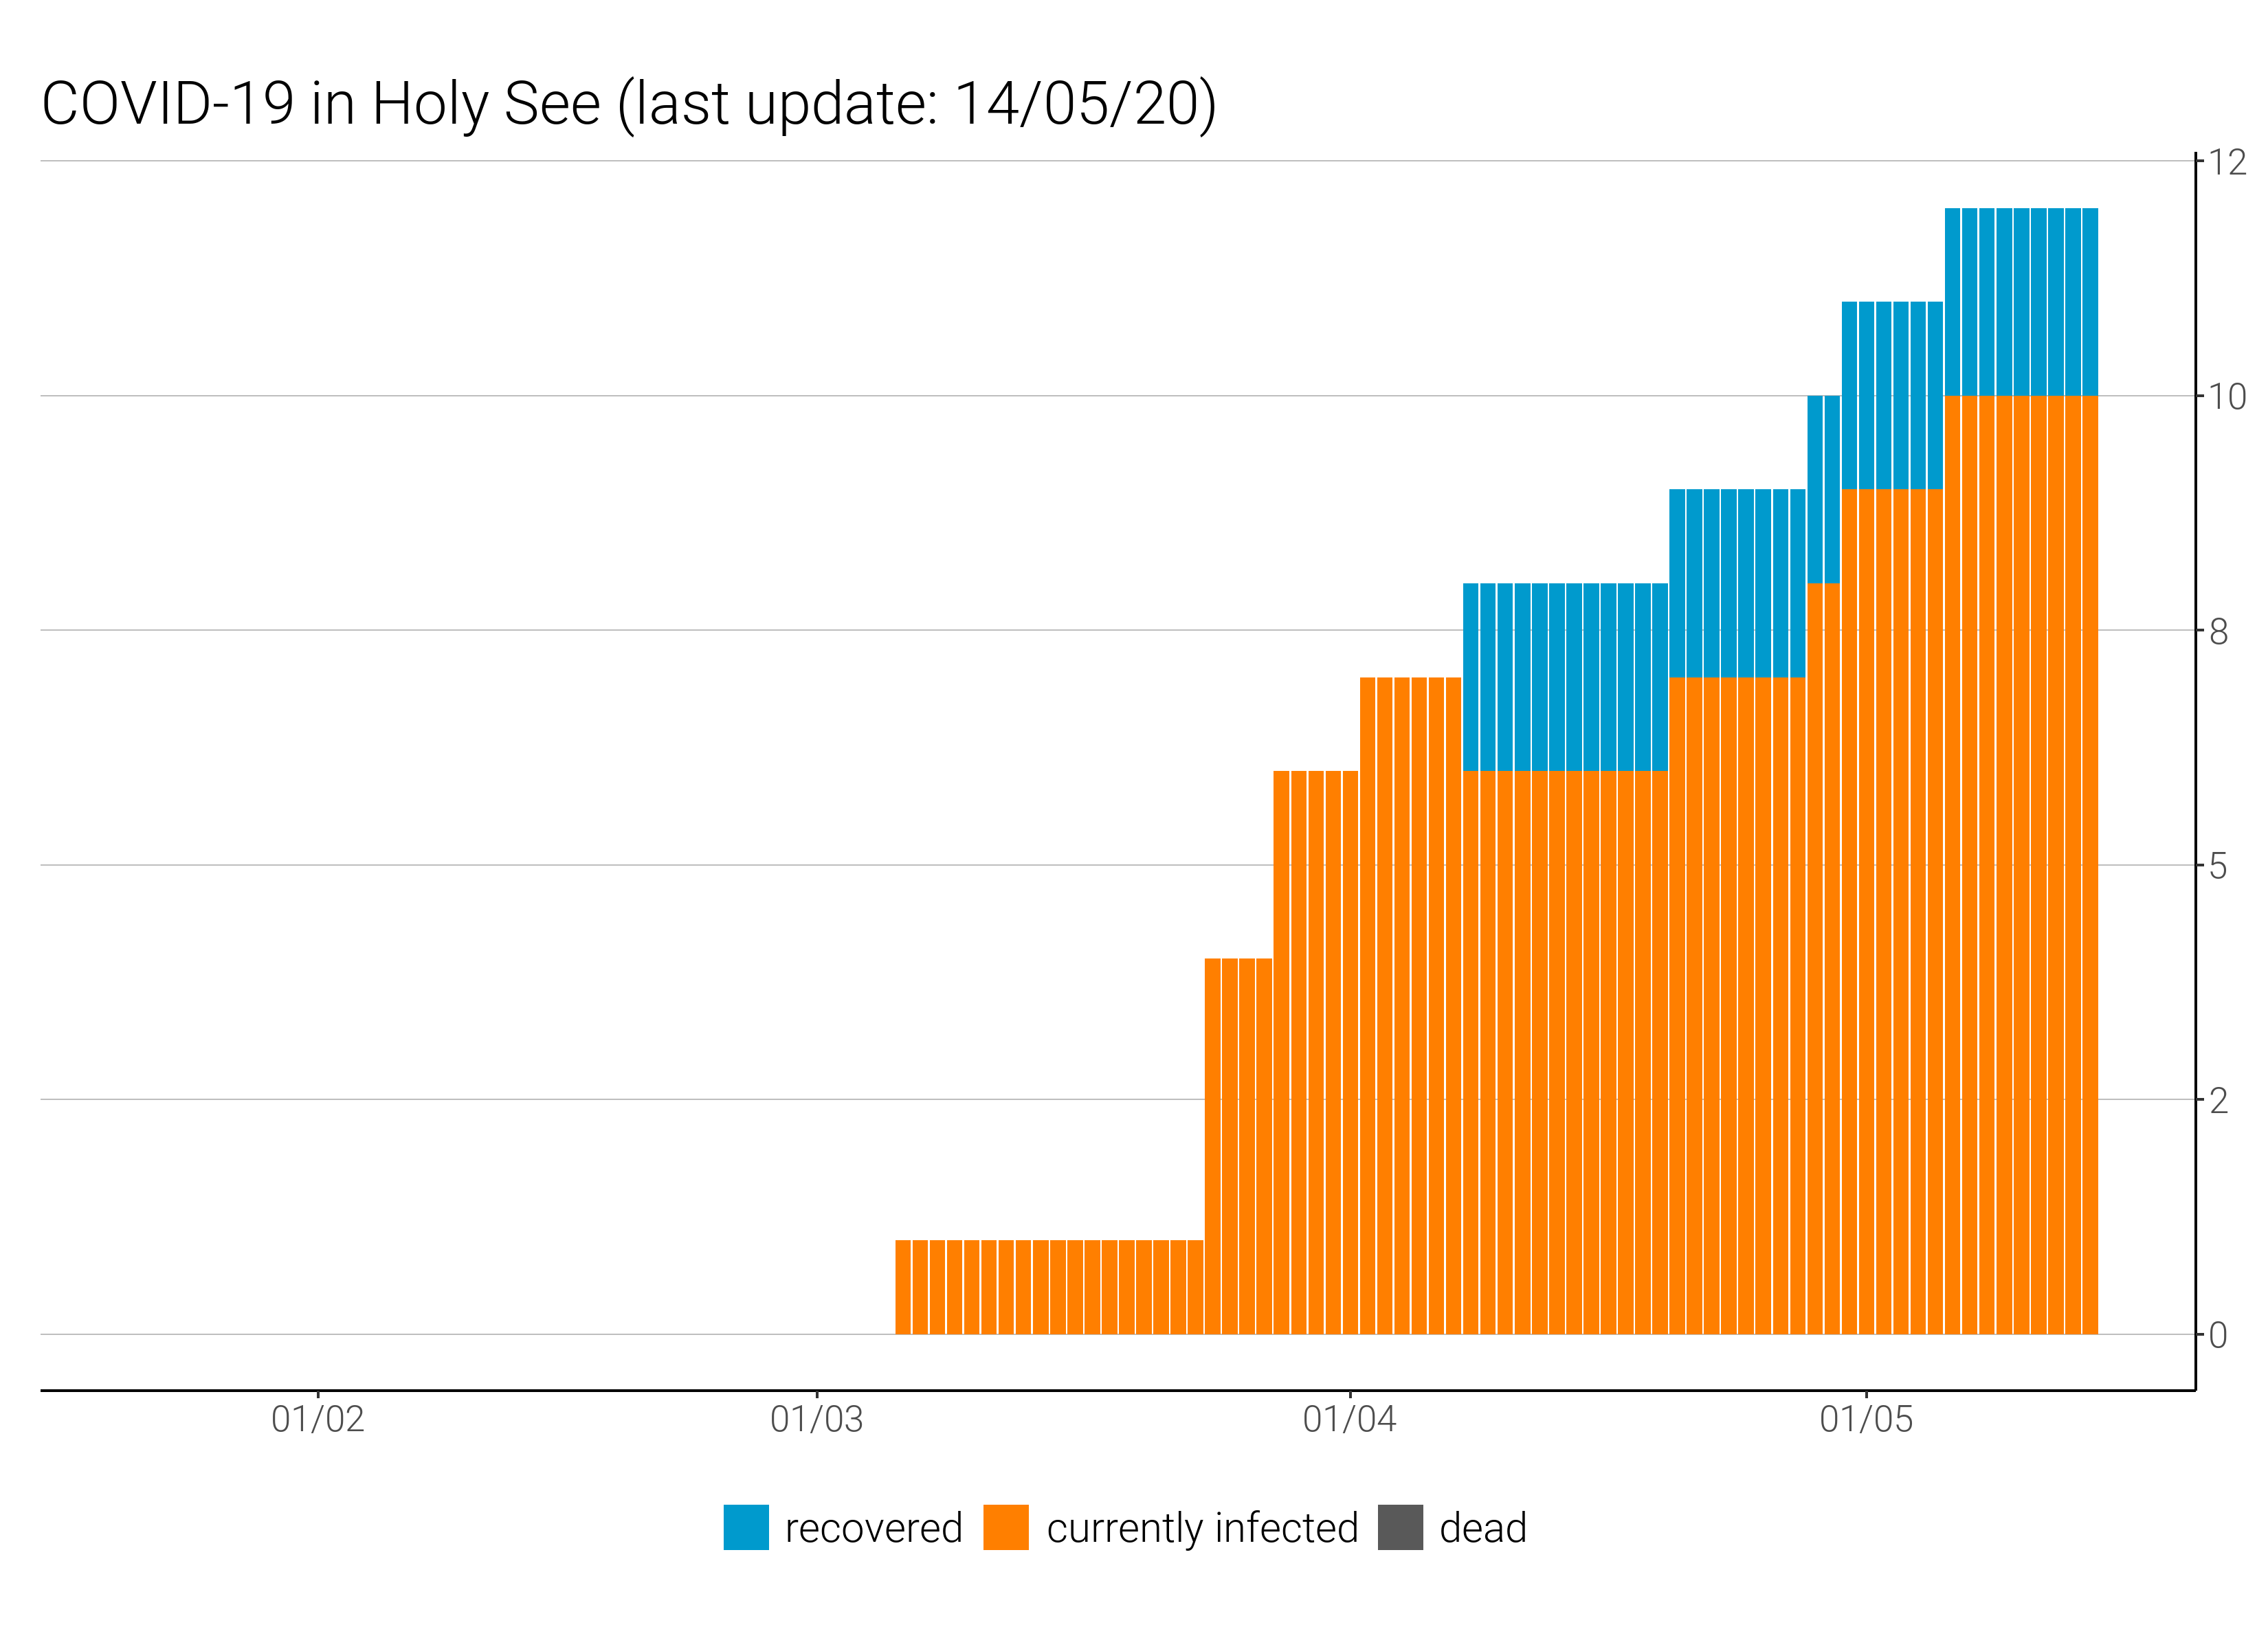 COVID-19 in Holy See (last update: 14/05/20)
12
10
8
5
2
0
01/02 01/03 01/04 01/05
recovered currently infected dead